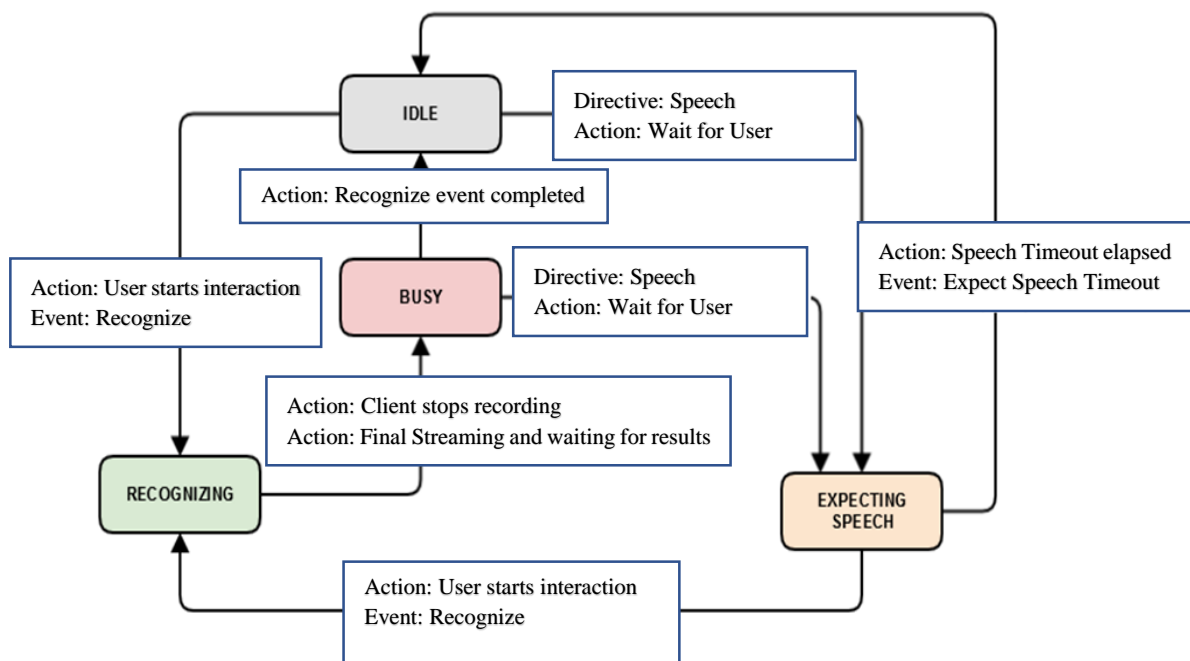 IDLE
Directive: Speech
Action: Wait for User
Action: Recognize event completed
Action: User starts interaction
Event: Recognize
BUSY
Directive: Speech
Action: Wait for User
Action: Speech Timeout elapsed
Event: Expect Speech Timeout
Action: Client stops recording
Action: Final Streaming and waiting for results
RECOGNIZING
EXPECTING
SPEECH
Action: User starts interaction
Event: Recognize